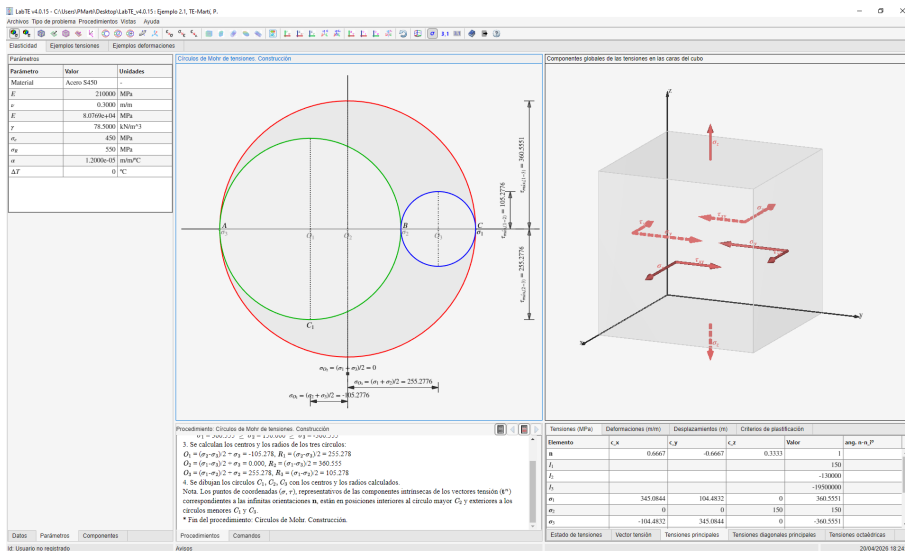 LabTE v4.0.15 - C:\Users\PMarti\Desktop\LabTE_v4.0.15 : Ejemplo 2.1, TE-Martí, P.
Archivos Tipo de problema Procedimientos Vistas Ayuda
Elasticidad Ejemplos tensiones Ejemplos deformaciones
Parámetros
Parámetro Valor Unidades
Material Acero S450 -
E 210000 MPa
ν 0.3000 m/m
E 8.0769e+04 MPa
γ 78.5000 kN/m^3
σe 450 MPa
σR 550 MPa
α 1.2000e-05 m/m/°C
ΔT 0 °C
Datos Parámetros Componentes
Círculos de Mohr de tensiones. Construcción
A B C
σ3 σ2 σ1
C1
τmáx(1-3) = 360.5551
τmáx(1-2) = 105.2776
τmáx(2-3) = 255.2776
σO2 = (σ1 + σ3)/2 = 0
σO3 = (σ1 + σ2)/2 = 255.2776
σO1 = (σ2 + σ3)/2 = -105.2776
Procedimiento: Círculos de Mohr de tensiones. Construcción
3. Se calculan los centros y los radios de los tres círculos:
O1 = (σ2-σ3)/2 + σ3 = -105.278, R1 = (σ2-σ3)/2 = 255.278
O2 = (σ1-σ3)/2 + σ3 = 0.000, R2 = (σ1-σ3)/2 = 360.555
O3 = (σ1-σ2)/2 + σ2 = 255.278, R3 = (σ1-σ2)/2 = 105.278
4. Se dibujan los círculos C1, C2, C3 con los centros y los radios calculados.
Nota. Los puntos de coordenadas (σ, τ), representativos de las componentes intrínsecas de los vectores tensión (tⁿ)
correspondientes a las infinitas orientaciones n, están en posiciones interiores al círculo mayor C2 y exteriores a los
círculos menores C1 y C3.
* Fin del procedimiento: Círculos de Mohr. Construcción.
Procedimientos Comandos
Componentes globales de las tensiones en las caras del cubo
z
y
Tensiones (MPa) Deformaciones (m/m) Desplazamientos (m) Criterios de plastificación
Elemento c_x c_y c_z Valor ang. n-n_i°
n 0.6667 -0.6667 0.3333 1
I1 150
I2 -130000
I3 -19500000
σ1 345.0844 104.4832 0 360.5551
σ2 0 0 150 150
σ3 -104.4832 345.0844 0 -360.5551
Estado de tensiones Vector tensión Tensiones principales Tensiones diagonales principales Tensiones octaédricas
Id: Usuario no registrado Avisos 20/04/2026 18:24